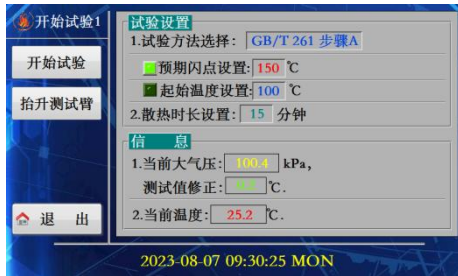 开始试验1
开始试验
抬升测试臂
退 出
试验设置
1.试验方法选择: GB/T 261 步骤A
预期闪点设置: 150 ℃
起始温度设置: 100 ℃
2.散热时长设置: 15 分钟
信 息
1.当前大气压: 100.4 kPa,
测试值修正: ℃.
2.当前温度: 25.2 ℃.
2023-08-07 09:30:25 MON